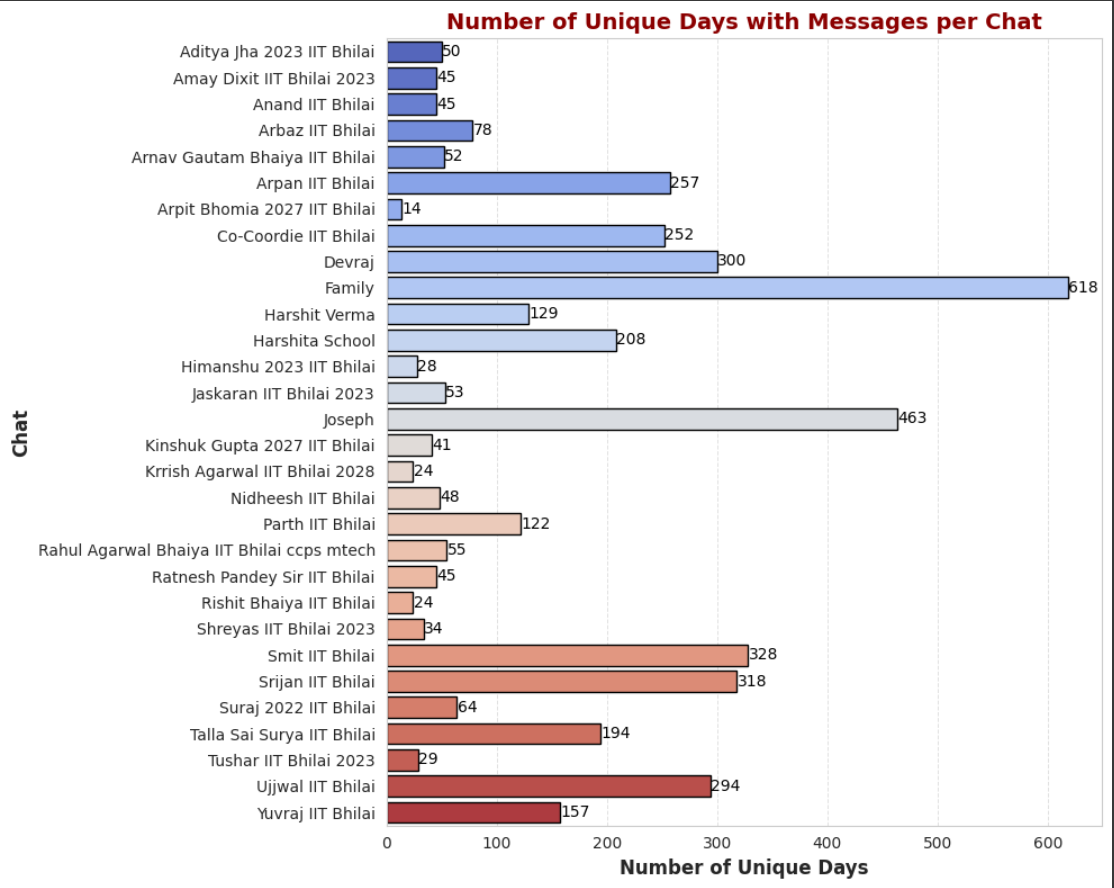 Number of Unique Days with Messages per Chat
Chat
Aditya Jha 2023 IIT Bhilai 50
Amay Dixit IIT Bhilai 2023 45
Anand IIT Bhilai 45
Arbaz IIT Bhilai 78
Arnav Gautam Bhaiya IIT Bhilai 52
Arpan IIT Bhilai 257
Arpit Bhomia 2027 IIT Bhilai 14
Co-Coordie IIT Bhilai 252
Devraj 300
Family 618
Harshit Verma 129
Harshita School 208
Himanshu 2023 IIT Bhilai 28
Jaskaran IIT Bhilai 2023 53
Joseph 463
Kinshuk Gupta 2027 IIT Bhilai 41
Krrish Agarwal IIT Bhilai 2028 24
Nidheesh IIT Bhilai 48
Parth IIT Bhilai 122
Rahul Agarwal Bhaiya IIT Bhilai ccps mtech 55
Ratnesh Pandey Sir IIT Bhilai 45
Rishit Bhaiya IIT Bhilai 24
Shreyas IIT Bhilai 2023 34
Smit IIT Bhilai 328
Srijan IIT Bhilai 318
Suraj 2022 IIT Bhilai 64
Talla Sai Surya IIT Bhilai 194
Tushar IIT Bhilai 2023 29
Ujjwal IIT Bhilai 294
Yuvraj IIT Bhilai 157
0 100 200 300 400 500 600
Number of Unique Days